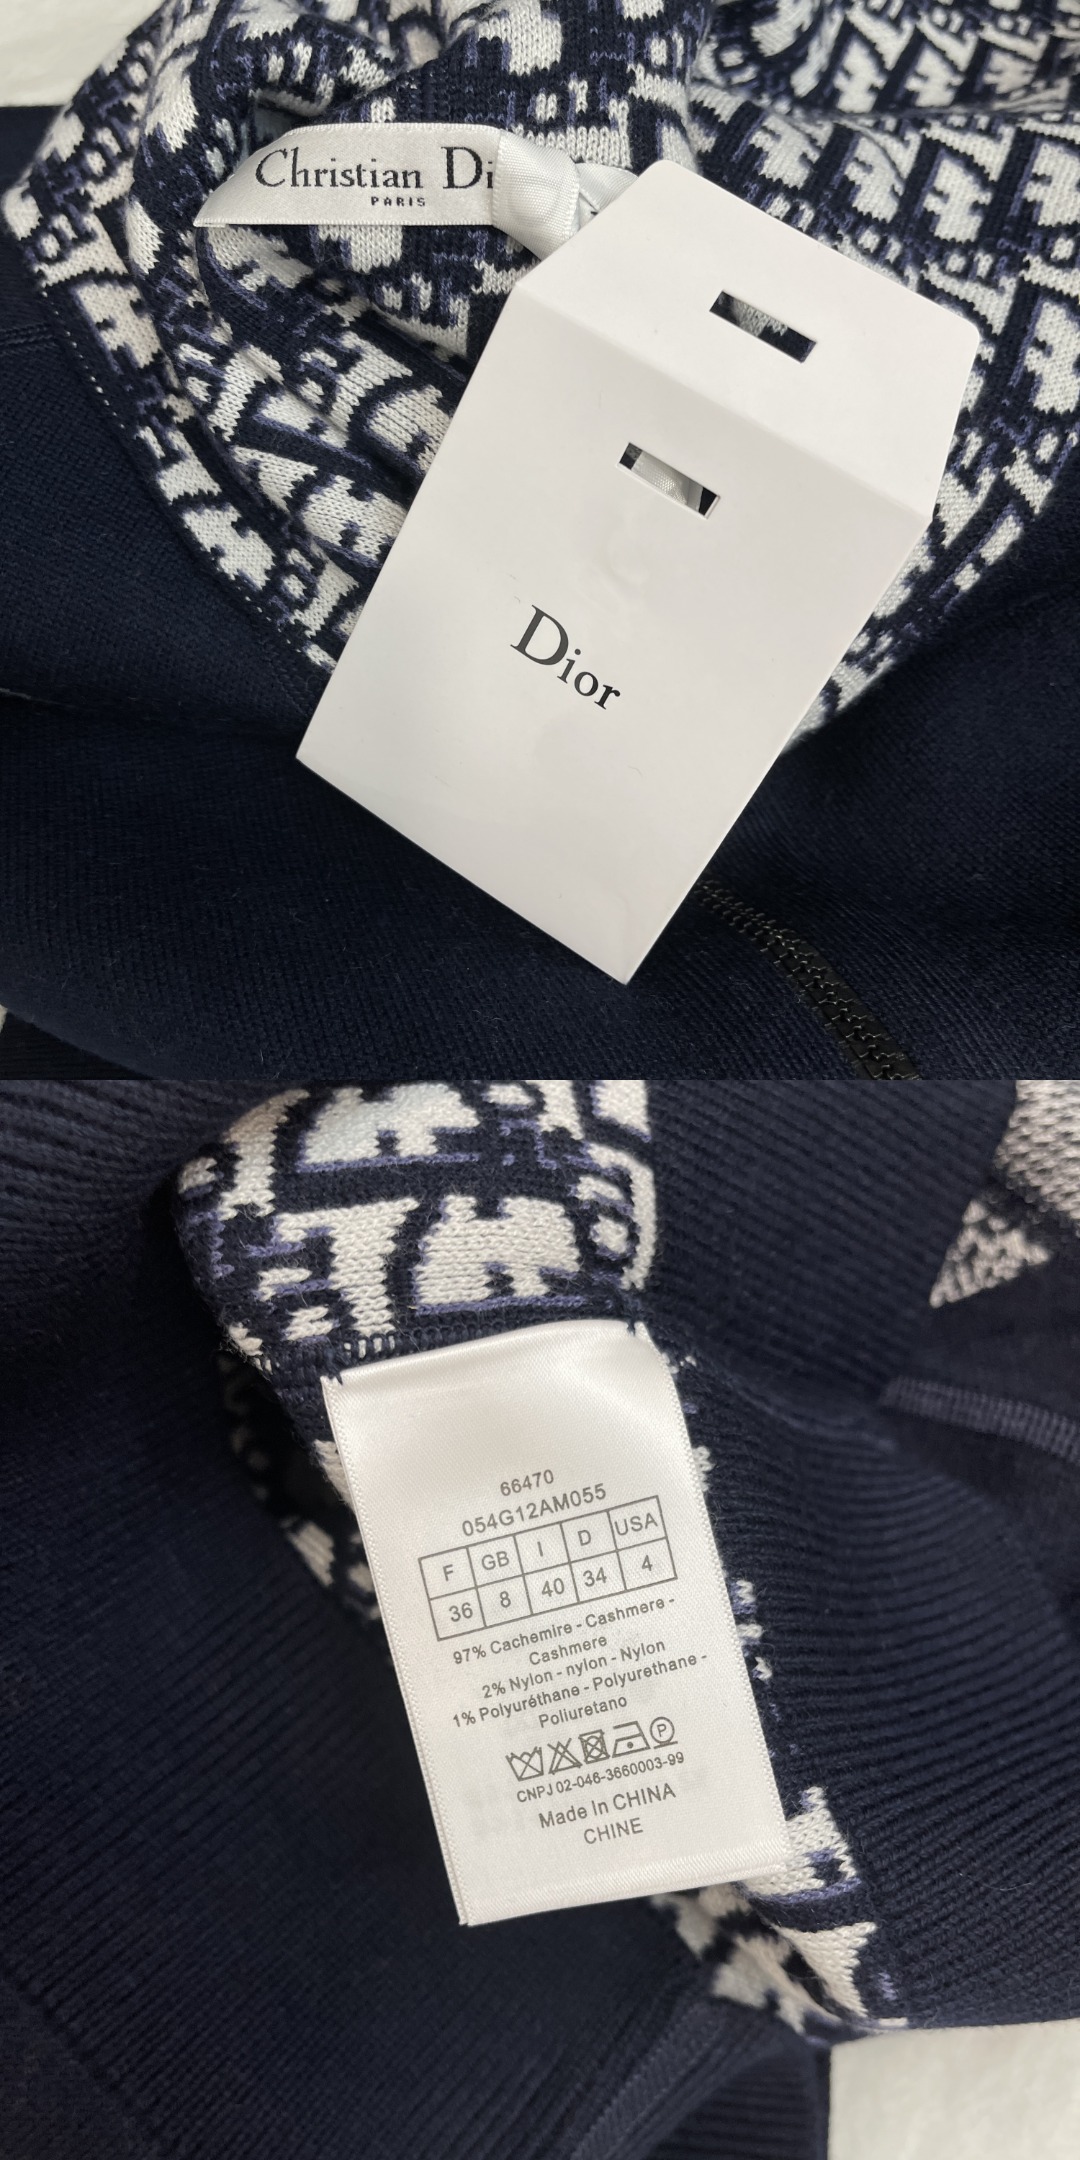 Christian Di
PARIS
Dior
66470
054G12AM055
F GB I D USA
36 8 40 34 4
97% Cachemire - Cashmere -
Cashmere
2% Nylon - nylon - Nylon
1% Polyuréthane - Polyurethane -
Poliuretano
P
CNPJ 02-046-3660003-99
Made In CHINA
CHINE